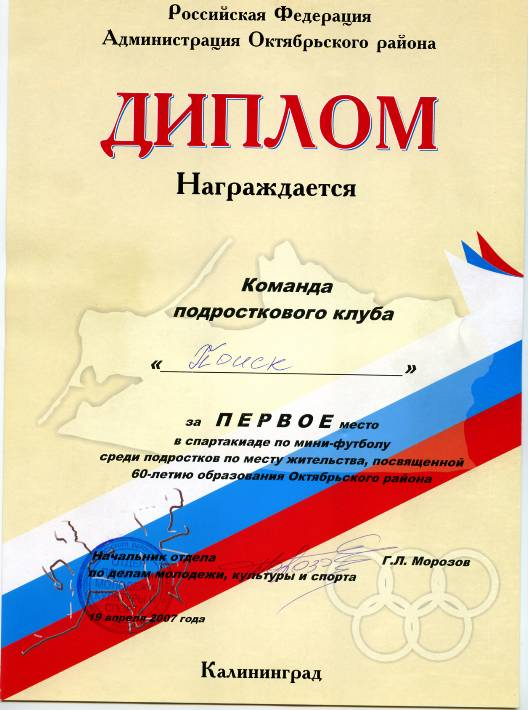 Российская Федерация
Администрация Октябрьского района
ДИПЛОМ
Награждается
Команда
подросткового клуба
« Поиск »
за ПЕРВОЕ место
в спартакиаде по мини-футболу
среди подростков по месту жительства, посвященной
60-летию образования Октябрьского района
Начальник отдела
по делам молодежи, культуры и спорта
Г.Л. Морозов
19 апреля 2007 года
Калининград